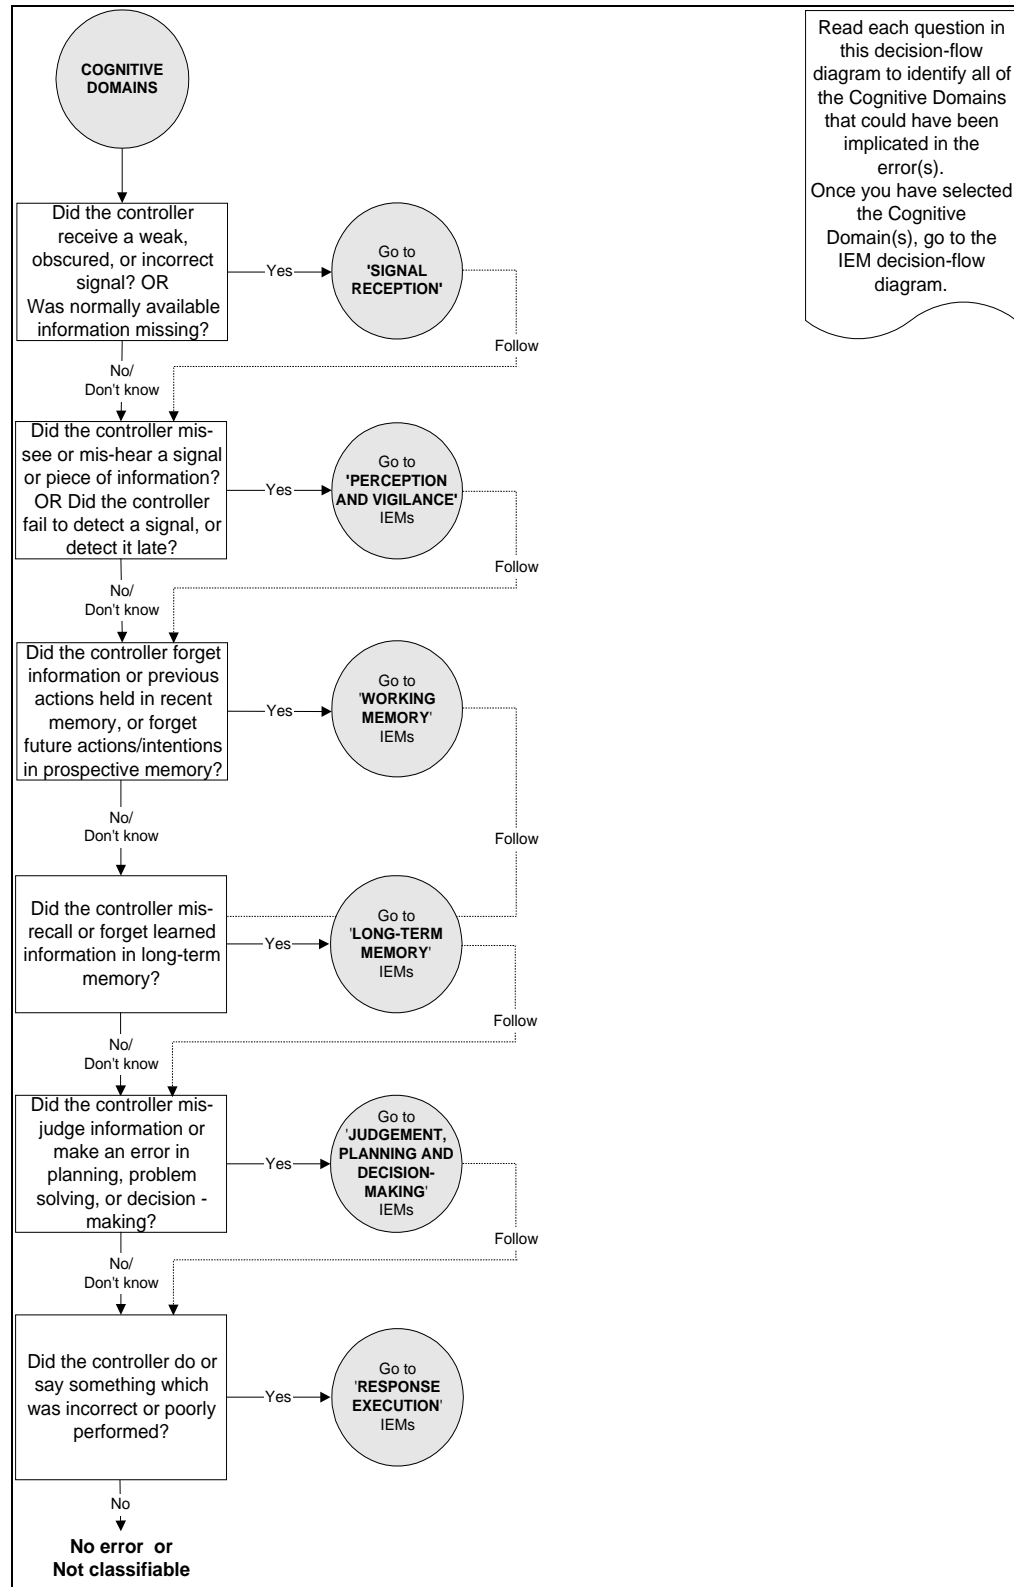 COGNITIVE
DOMAINS
Read each question in
this decision-flow
diagram to identify all of
the Cognitive Domains
that could have been
implicated in the
error(s).
Once you have selected
the Cognitive
Domain(s), go to the
IEM decision-flow
diagram.
Did the controller
receive a weak,
obscured, or incorrect
signal? OR
Was normally available
information missing?
Yes
Go to
'SIGNAL
RECEPTION'
Follow
No/
Don't know
Did the controller mis-
see or mis-hear a signal
or piece of information?
OR Did the controller
fail to detect a signal, or
detect it late?
Yes
Go to
'PERCEPTION
AND VIGILANCE'
IEMs
Follow
No/
Don't know
Did the controller forget
information or previous
actions held in recent
memory, or forget
future actions/intentions
in prospective memory?
Yes
Go to
'WORKING
MEMORY'
IEMs
Follow
No/
Don't know
Did the controller mis-
recall or forget learned
information in long-term
memory?
Yes
Go to
'LONG-TERM
MEMORY'
IEMs
Follow
No/
Don't know
Did the controller mis-
judge information or
make an error in
planning, problem
solving, or decision -
making?
Yes
Go to
'JUDGEMENT,
PLANNING AND
DECISION-
MAKING'
IEMs
Follow
No/
Don't know
Did the controller do or
say something which
was incorrect or poorly
performed?
Yes
Go to
'RESPONSE
EXECUTION'
IEMs
No
No error or
Not classifiable